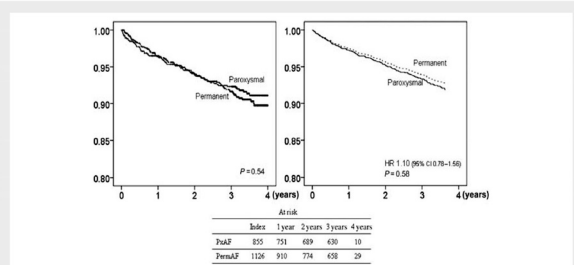 1.00
0.95
0.90
0.85
0.80
Paroxysmal
Permanent
P=0.54
0 1 2 3 4 (years)
1.00
0.95
0.90
0.85
0.80
Permanent
Paroxysmal
HR 1.10 (95% CI 0.78–1.56)
P=0.58
0 1 2 3 4 (years)
At risk
Index 1 year 2 years 3 years 4 years
PxAF 855 751 689 630 10
PermAF 1126 910 774 658 29